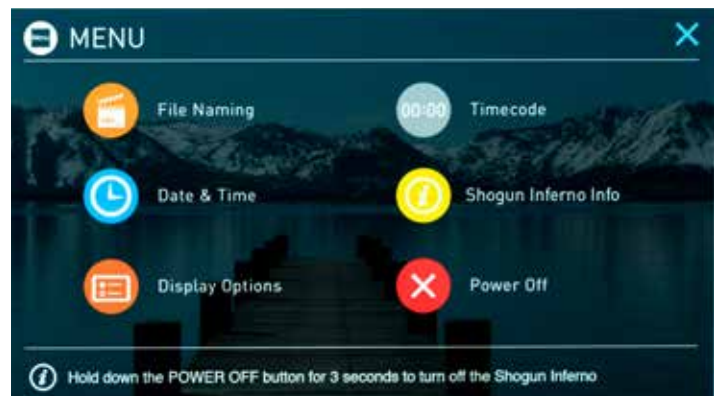 MENU
File Naming
00:00 Timecode
Date & Time
Shogun Inferno Info
Display Options
Power Off
Hold down the POWER OFF button for 3 seconds to turn off the Shogun Inferno